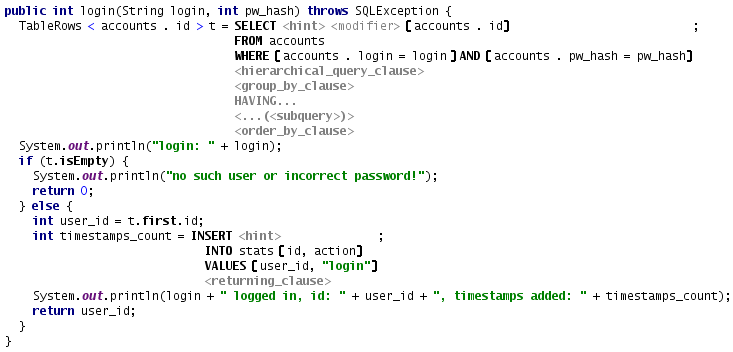 public int login(String login, int pw_hash) throws SQLException {
TableRows < accounts . id > t = SELECT <hint> <modifier> [accounts . id] ;
FROM accounts
WHERE [accounts . login = login]AND [accounts . pw_hash = pw_hash]
<hierarchical_query_clause>
<group_by_clause>
HAVING...
<...(<subquery>)>
<order_by_clause>
System.out.println("login: " + login);
if (t.isEmpty) {
System.out.println("no such user or incorrect password!");
return 0;
} else {
int user_id = t.first.id;
int timestamps_count = INSERT <hint> ;
INTO stats [id, action]
VALUES [user_id, "login"]
<returning_clause>
System.out.println(login + " logged in, id: " + user_id + ", timestamps added: " + timestamps_count);
return user_id;
}
}